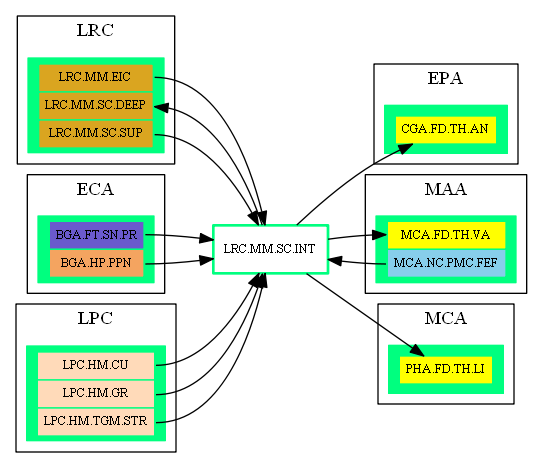 LRC
LRC.MM.EIC
LRC.MM.SC.DEEP
LRC.MM.SC.SUP
ECA
BGA.FT.SN.PR
BGA.HP.PPN
LPC
LPC.HM.CU
LPC.HM.GR
LPC.HM.TGM.STR
LRC.MM.SC.INT
EPA
CGA.FD.TH.AN
MAA
MCA.FD.TH.VA
MCA.NC.PMC.FEF
MCA
PHA.FD.TH.LI